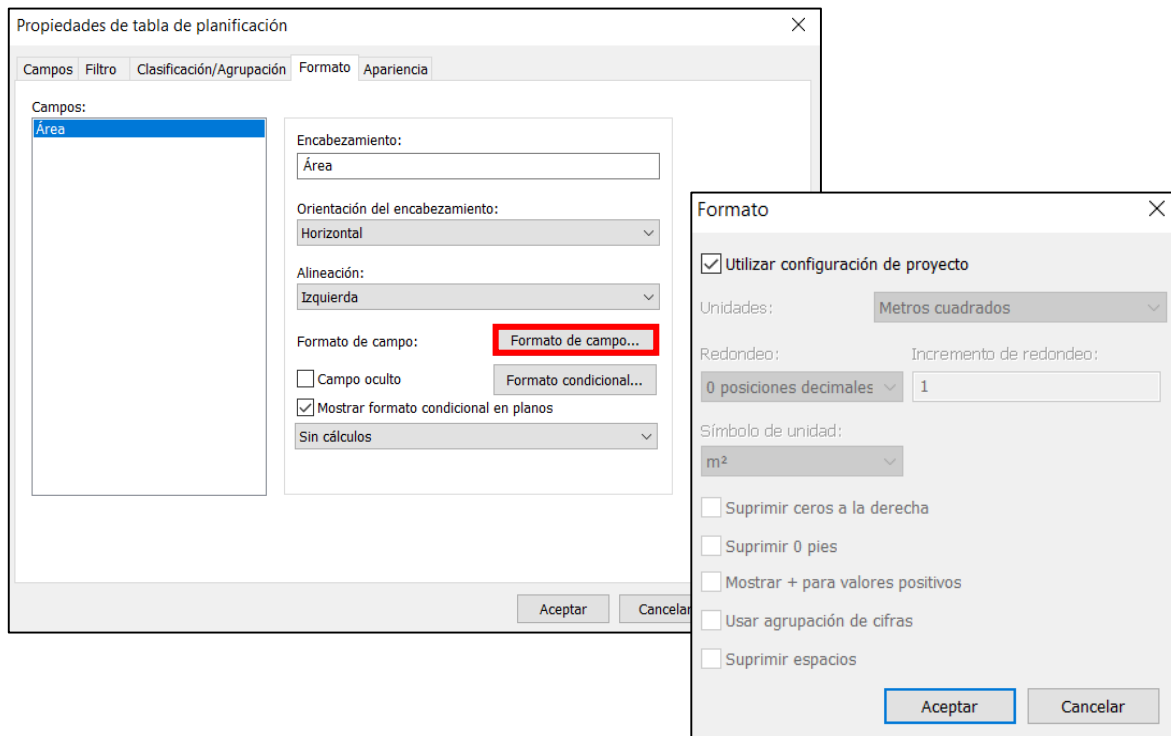 Propiedades de tabla de planificación
Campos Filtro Clasificación/Agrupación Formato Apariencia
Campos:
Área
Encabezamiento:
Área
Orientación del encabezamiento:
Horizontal
Alineación:
Izquierda
Formato de campo: Formato de campo...
Campo oculto Formato condicional...
Mostrar formato condicional en planos
Sin cálculos
Aceptar Cancelar
Formato
Utilizar configuración de proyecto
Unidades: Metros cuadrados
Redondeo: Incremento de redondeo:
0 posiciones decimales 1
Símbolo de unidad:
m²
Suprimir ceros a la derecha
Suprimir 0 pies
Mostrar + para valores positivos
Usar agrupación de cifras
Suprimir espacios
Aceptar Cancelar